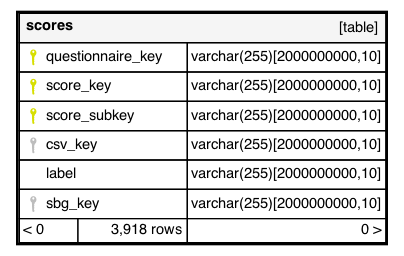 scores [table]
questionnaire_key varchar(255)[2000000000,10]
score_key varchar(255)[2000000000,10]
score_subkey varchar(255)[2000000000,10]
csv_key varchar(255)[2000000000,10]
label varchar(255)[2000000000,10]
sbg_key varchar(255)[2000000000,10]
< 0 3,918 rows 0 >